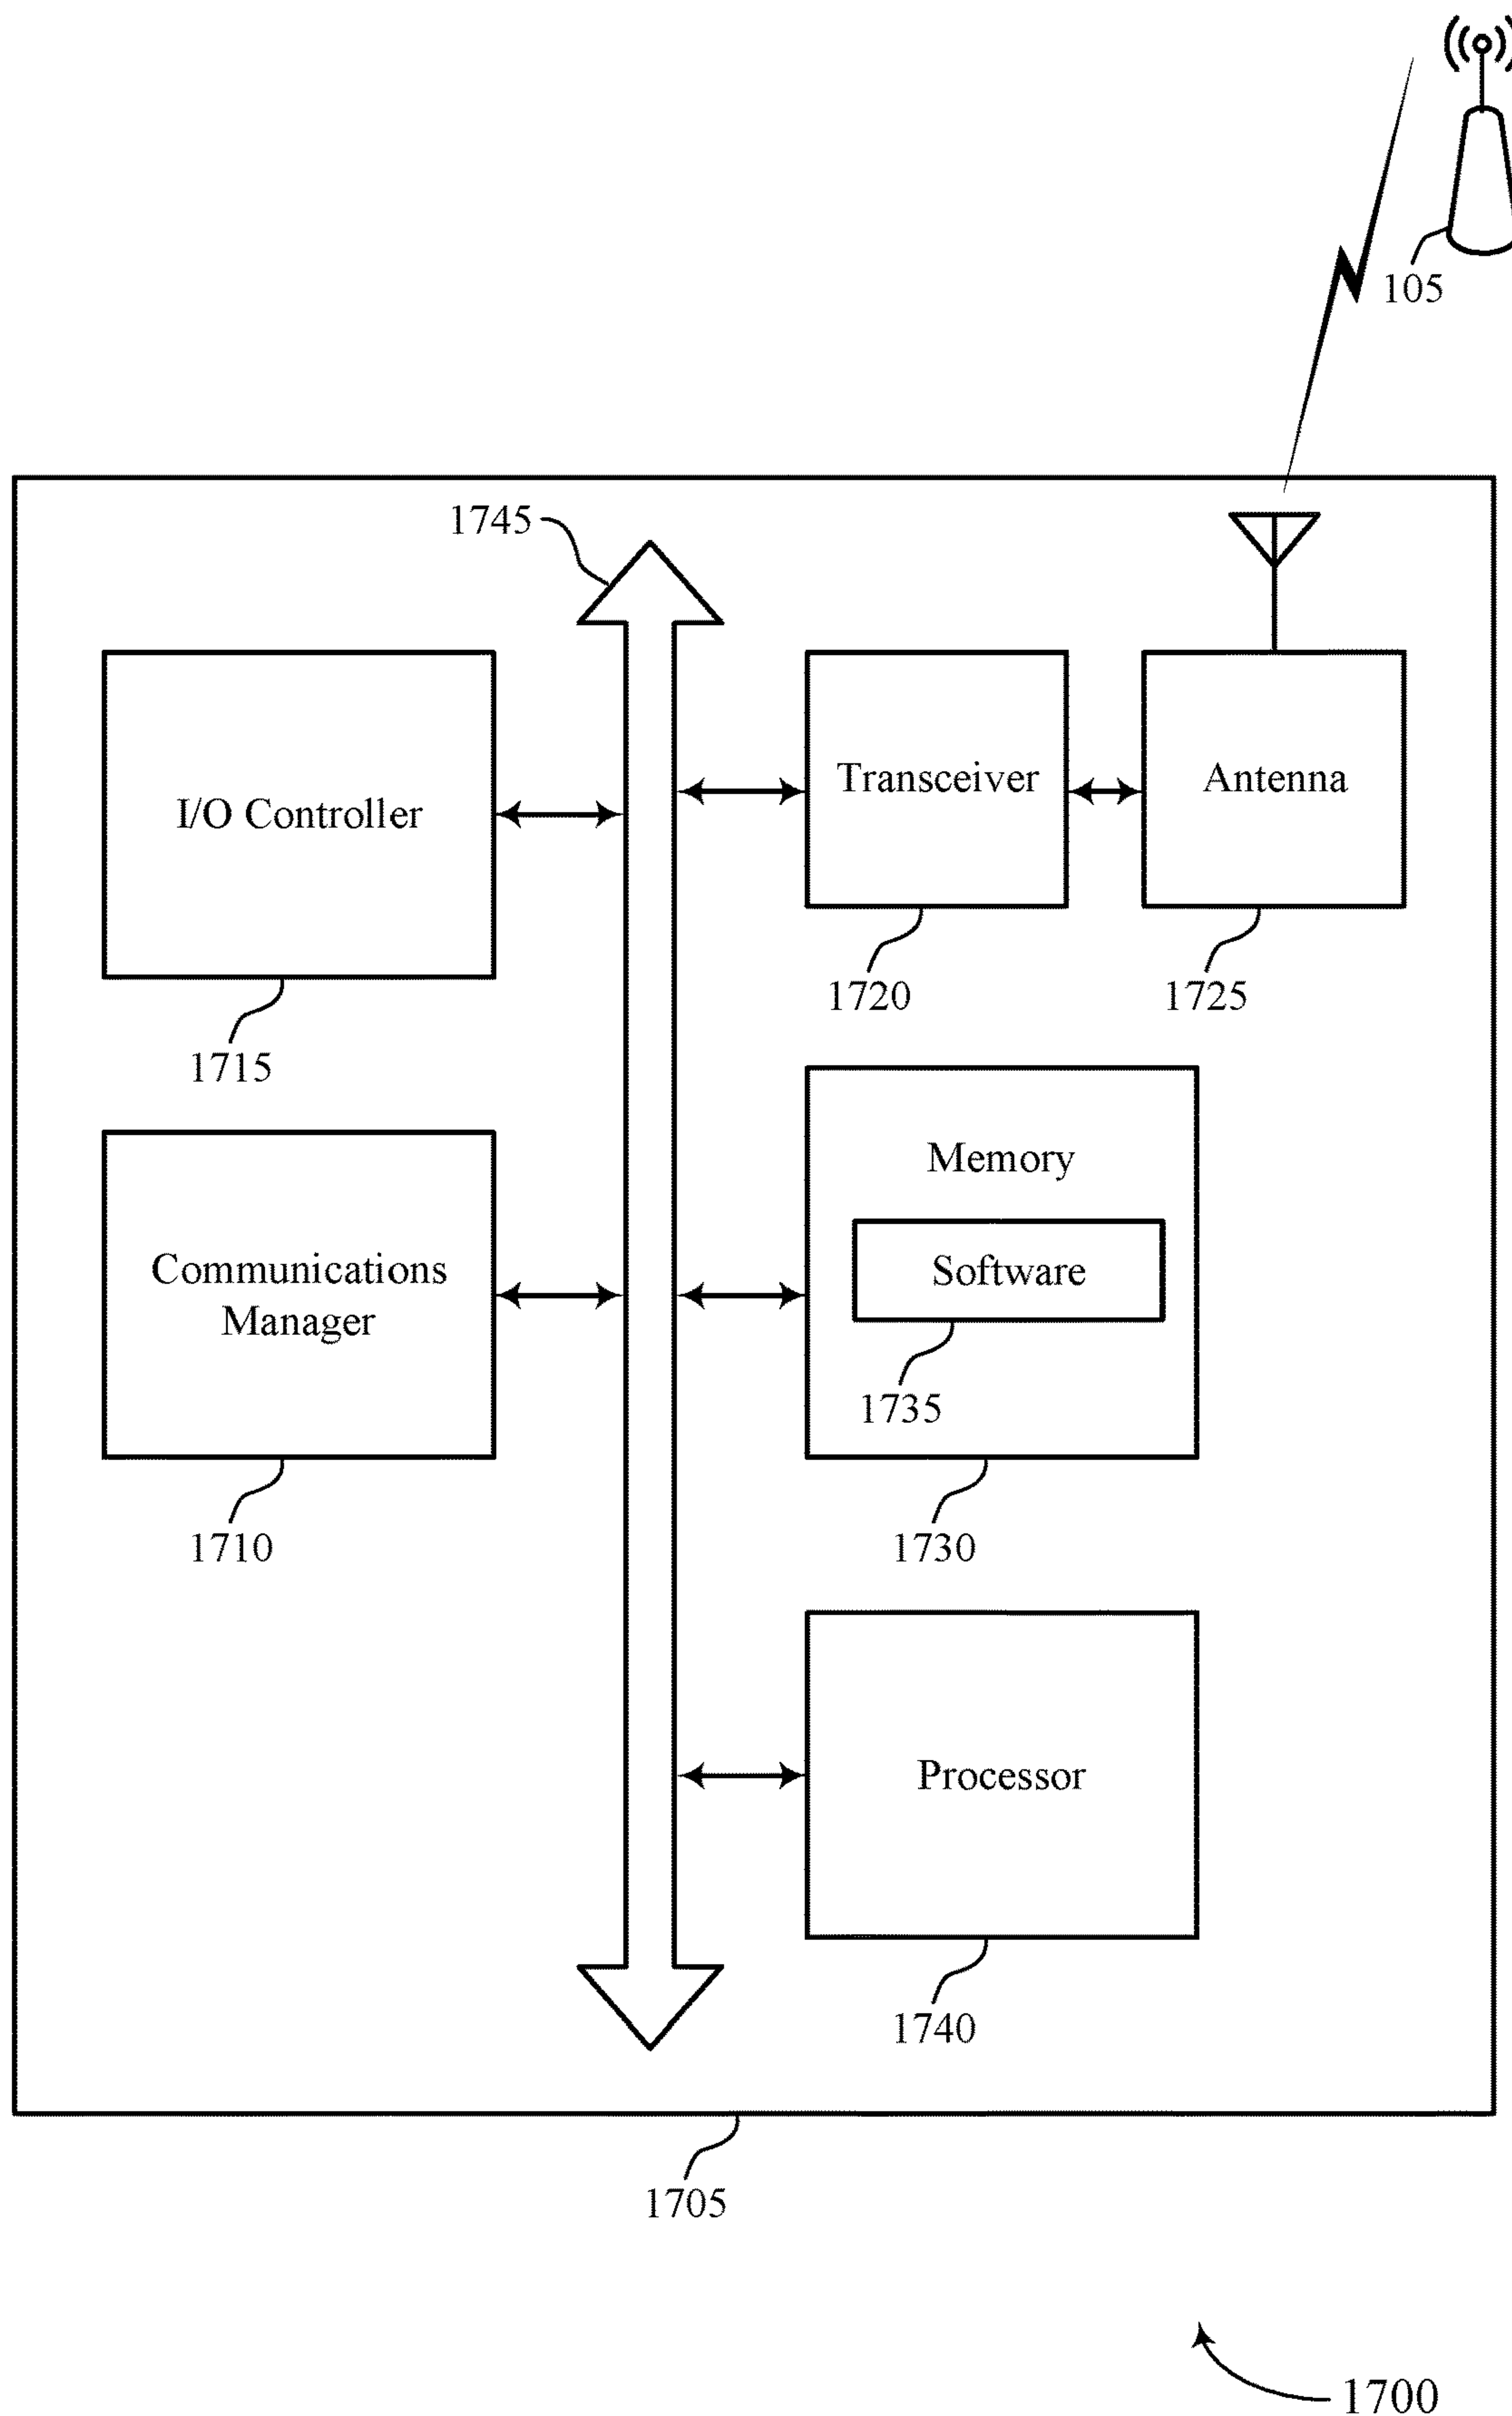 105
1745
I/O Controller
Transceiver
Antenna
1720
1725
1715
Memory
Communications
Manager
Software
1735
1710
1730
Processor
1740
1705
1700